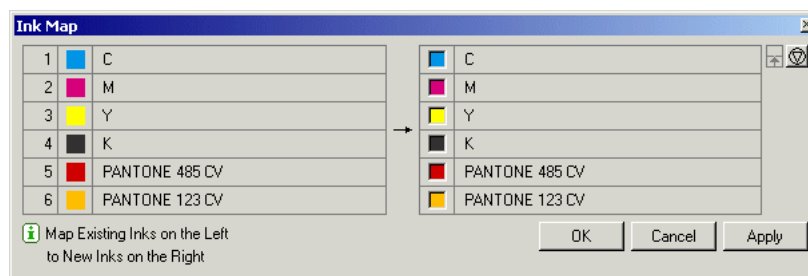 Ink Map
1 C C
2 M M
3 Y Y
4 K K
5 PANTONE 485 CV PANTONE 485 CV
6 PANTONE 123 CV PANTONE 123 CV
Map Existing Inks on the Left
to New Inks on the Right
OK Cancel Apply